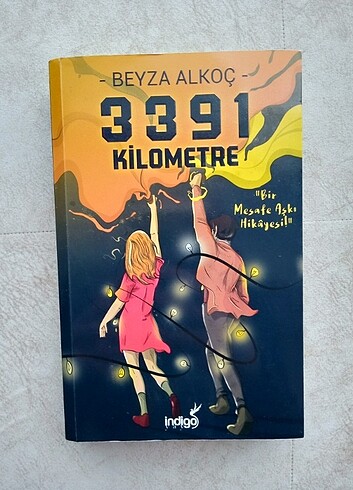 - BEYZA ALKOÇ -
3391
KİLOMETRE
"Bir
Mesafe Aşkı
Hikâyesi!"
indigo